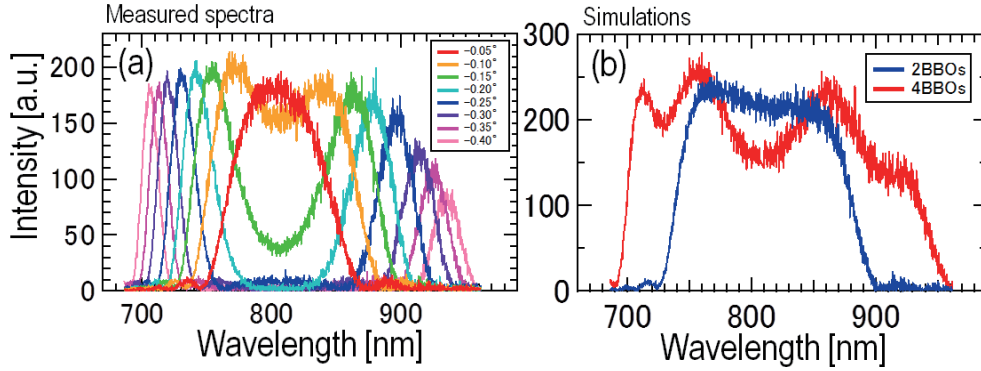 Measured spectra
(a)
-0.05°
-0.10°
-0.15°
-0.20°
-0.25°
-0.30°
-0.35°
-0.40°
Intensity [a.u.]
200
150
100
50
0
700 800 900
Wavelength [nm]
Simulations
(b)
2BBOs
4BBOs
300
200
100
0
700 800 900
Wavelength [nm]